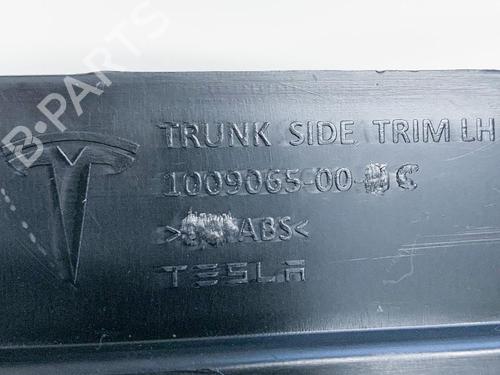 B-PARTS
TRUNK SIDE TRIM LH
1009065-00- C
ABS<
TESLA